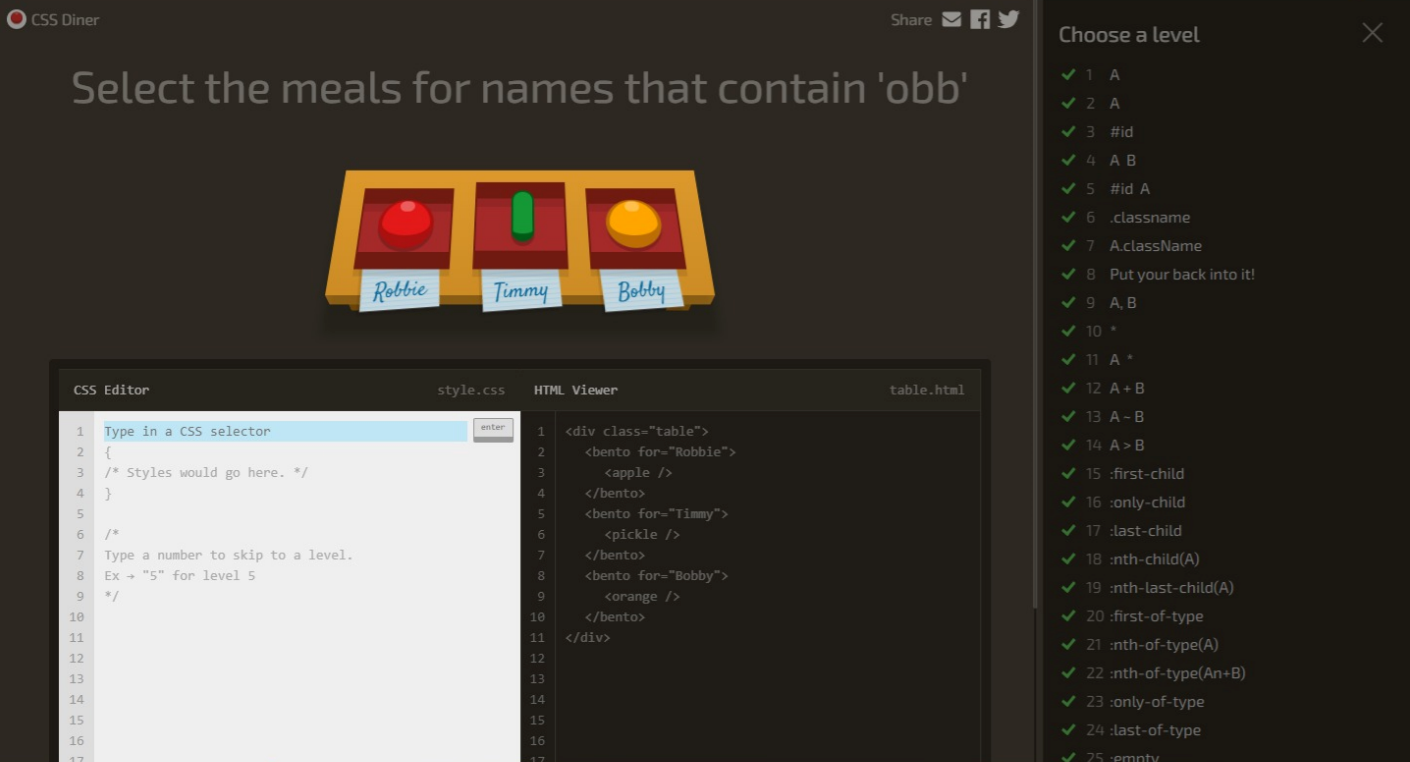 CSS Diner
Share
Select the meals for names that contain 'obb'
Robbie
Timmy
Bobby
CSS Editor
style.css
HTML Viewer
table.html
1 Type in a CSS selector
enter
2 {
3 /* Styles would go here. */
4 }
5
6 /*
7 Type a number to skip to a level.
8 Ex → "5" for level 5
9 */
10
11
12
13
14
15
16
17
1 <div class="table">
2 <bento for="Robbie">
3 <apple />
4 </bento>
5 <bento for="Timmy">
6 <pickle />
7 </bento>
8 <bento for="Bobby">
9 <orange />
10 </bento>
11 </div>
12
13
14
15
16
17
Choose a level
1 A
2 A
3 #id
4 A B
5 #id A
6 .classname
7 A.className
8 Put your back into it!
9 A, B
10 *
11 A *
12 A + B
13 A ~ B
14 A > B
15 :first-child
16 :only-child
17 :last-child
18 :nth-child(A)
19 :nth-last-child(A)
20 :first-of-type
21 :nth-of-type(A)
22 :nth-of-type(An+B)
23 :only-of-type
24 :last-of-type
25 :empty